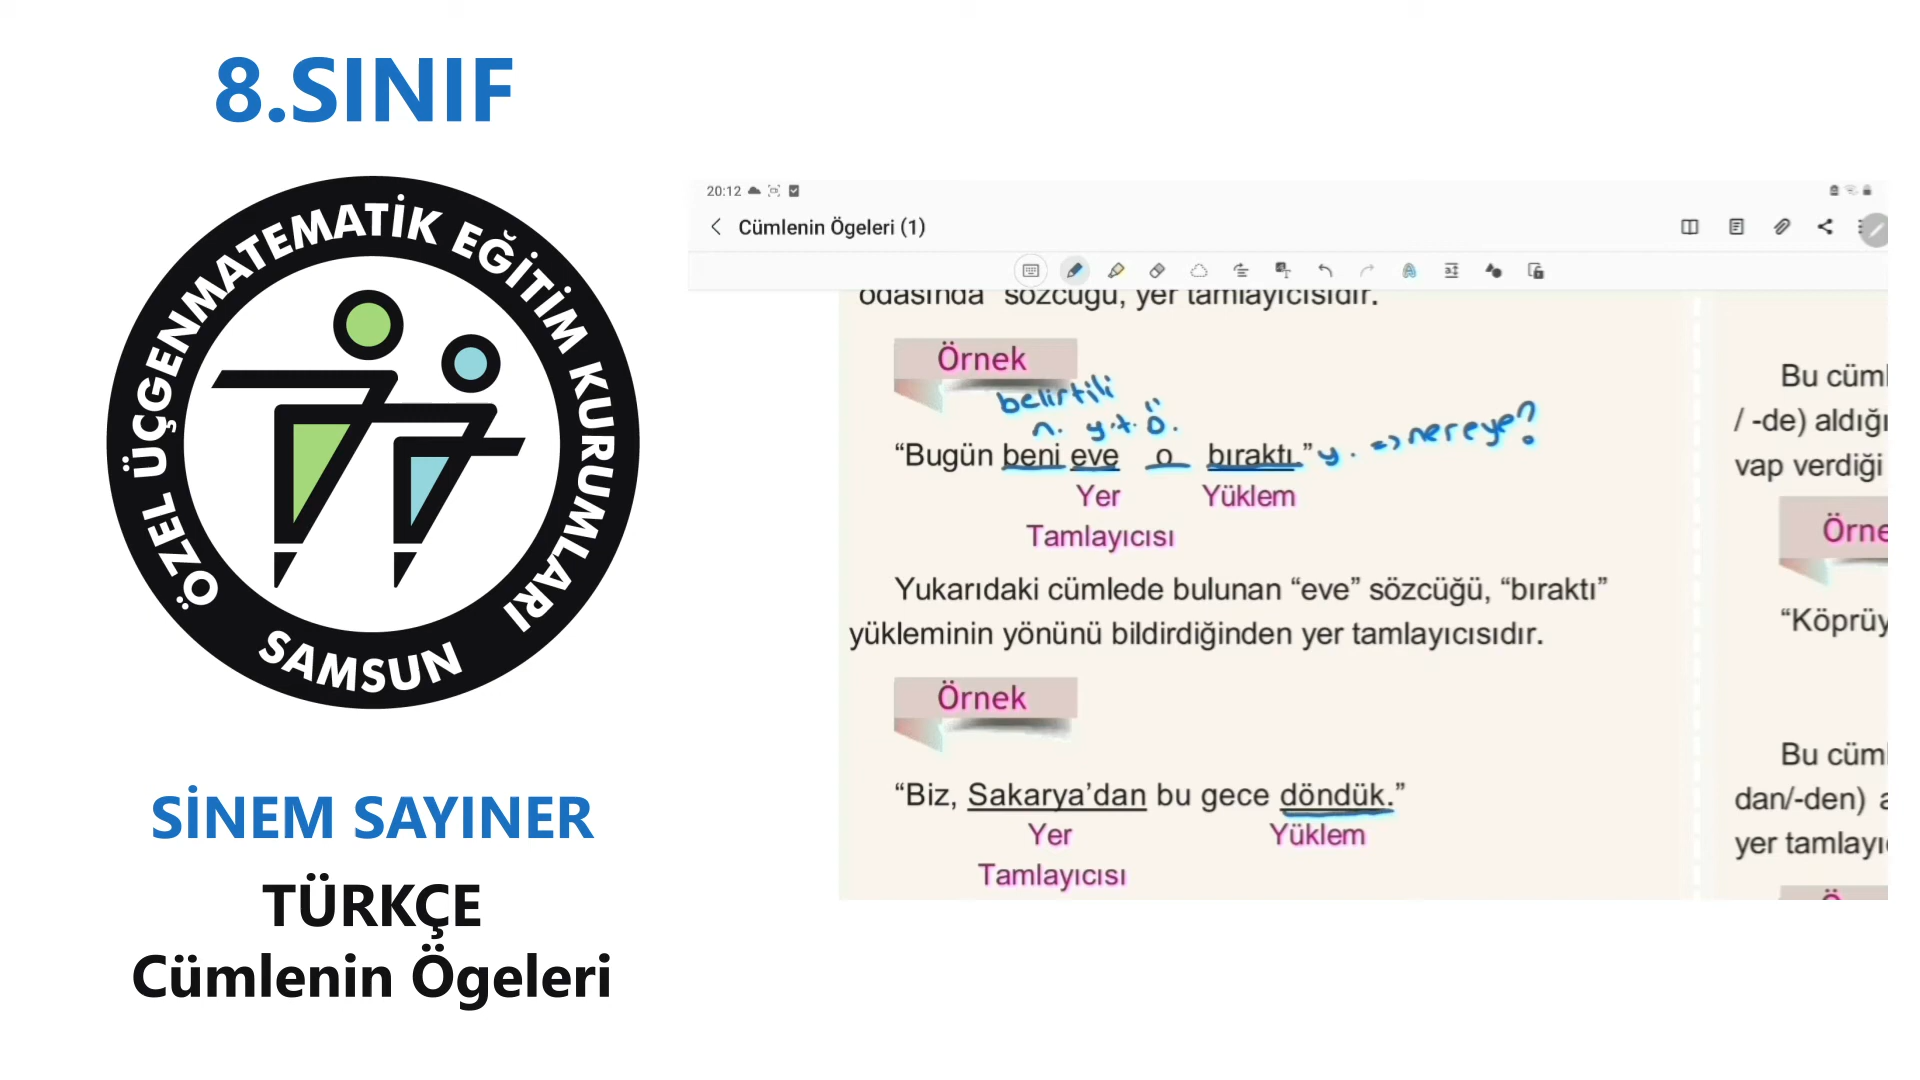 8.SINIF
ÖZEL ÜÇGENMATEMATİK EĞİTİM KURUMLARI
SAMSUN
SİNEM SAYINER
TÜRKÇE
Cümlenin Ögeleri
20:12
Cümlenin Ögeleri (1)
odasında" sözcüğü, yer tamlayıcısıdır.
Örnek
belirtili
n. y.t. ö.
“Bugün beni eve o bıraktı.” y. => nereye?
Yer Yüklem
Tamlayıcısı
Yukarıdaki cümlede bulunan “eve” sözcüğü, “bıraktı”
yükleminin yönünü bildirdiğinden yer tamlayıcısıdır.
Örnek
“Biz, Sakarya’dan bu gece döndük.”
Yer Yüklem
Tamlayıcısı
Bu cüml
/ -de) aldığı
vap verdiği
Örne
“Köprüy
Bu cüml
dan/-den) a
yer tamlayı